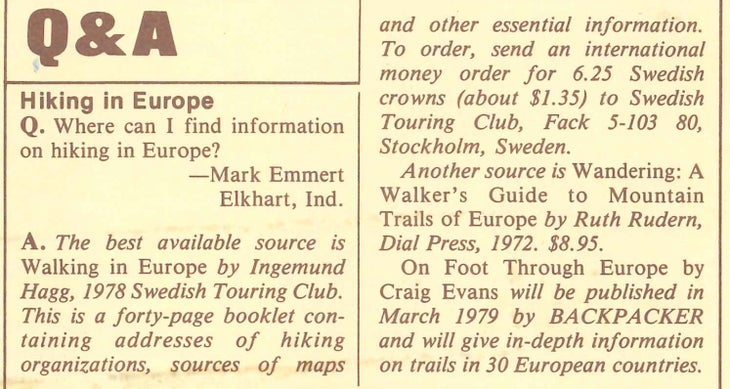 Q&A
Hiking in Europe
Q. Where can I find information
on hiking in Europe?
—Mark Emmert
Elkhart, Ind.
A. The best available source is
Walking in Europe by Ingemund
Hagg, 1978 Swedish Touring Club.
This is a forty-page booklet con-
taining addresses of hiking
organizations, sources of maps
and other essential information.
To order, send an international
money order for 6.25 Swedish
crowns (about $1.35) to Swedish
Touring Club, Fack 5-103 80,
Stockholm, Sweden.
Another source is Wandering: A
Walker's Guide to Mountain
Trails of Europe by Ruth Rudern,
Dial Press, 1972. $8.95.
On Foot Through Europe by
Craig Evans will be published in
March 1979 by BACKPACKER
and will give in-depth information
on trails in 30 European countries.